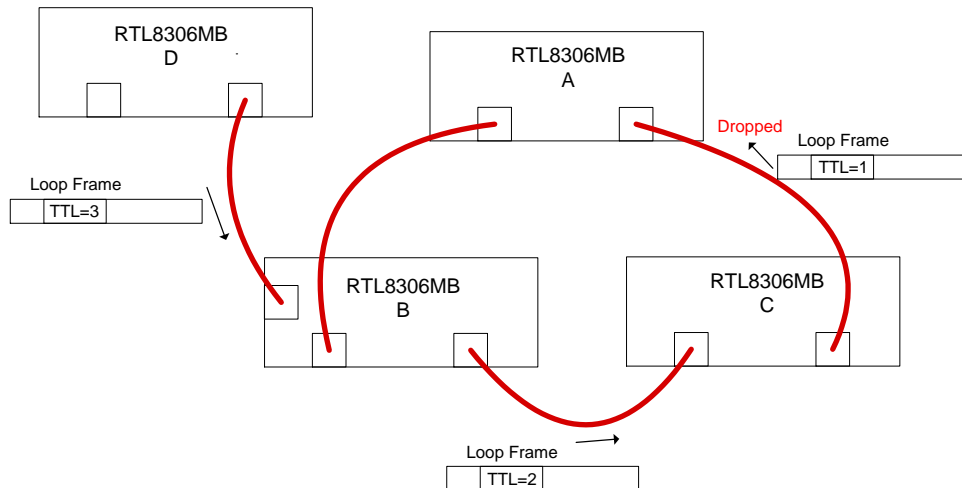 RTL8306MB
D
RTL8306MB
A
Dropped
Loop Frame
TTL=1
Loop Frame
TTL=3
RTL8306MB
B
RTL8306MB
C
Loop Frame
TTL=2